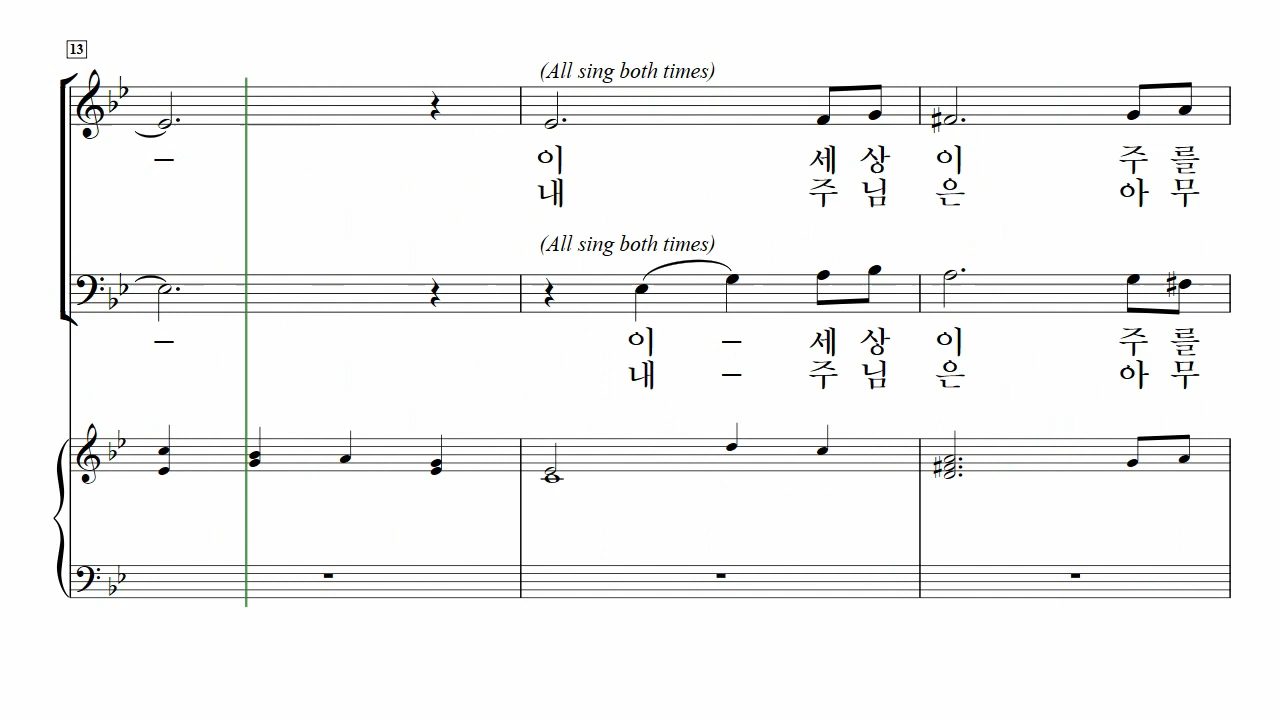 13
(All sing both times)
– 이 세 상 이 주 를
내 주 님 은 아 무
(All sing both times)
– 이 – 세 상 이 주 를
내 – 주 님 은 아 무